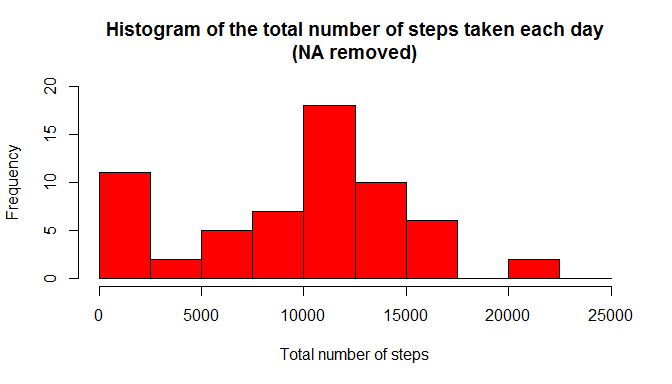 Histogram of the total number of steps taken each day
(NA removed)
20
15
10
5
0
Frequency
0 5000 10000 15000 20000 25000
Total number of steps